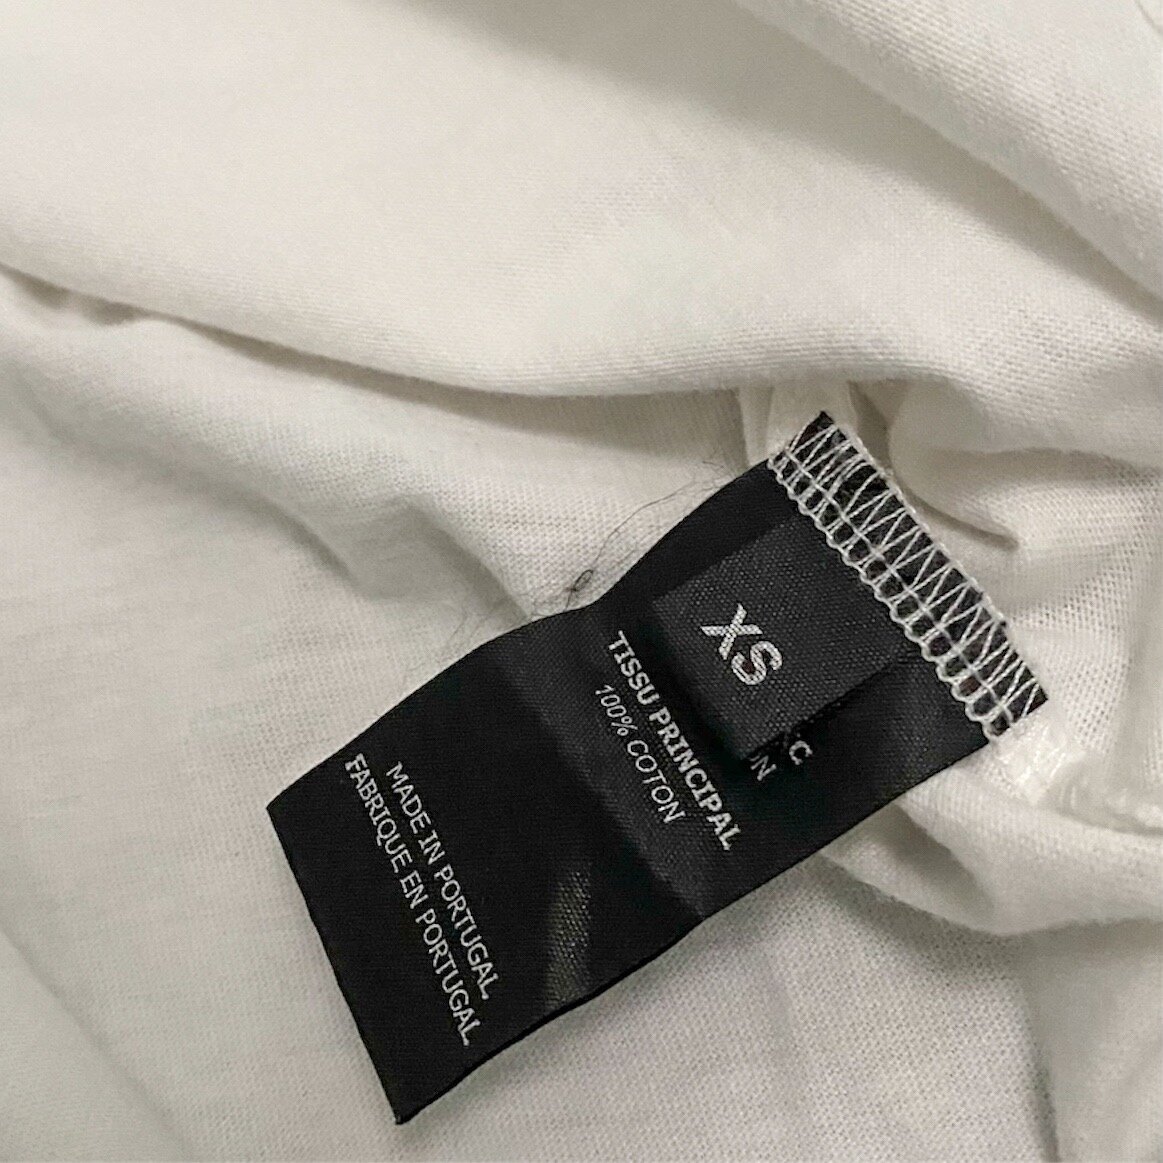 XS
TISSU PRINCIPAL
100% COTON
MADE IN PORTUGAL
FABRIQUE EN PORTUGAL